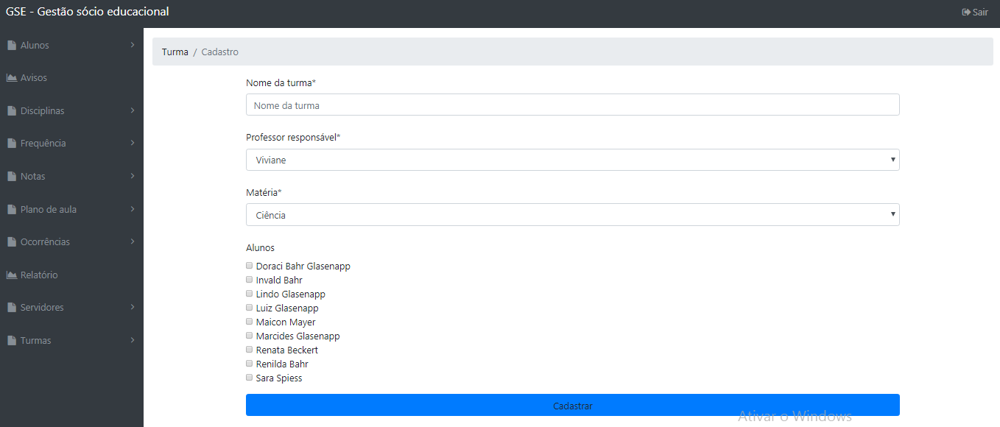 GSE - Gestão sócio educacional
Sair
Alunos
Avisos
Disciplinas
Frequência
Notas
Plano de aula
Ocorrências
Relatório
Servidores
Turmas
Turma / Cadastro
Nome da turma*
Nome da turma
Professor responsável*
Viviane
Matéria*
Ciência
Alunos
Doraci Bahr Glasenapp
Invald Bahr
Lindo Glasenapp
Luiz Glasenapp
Maicon Mayer
Marcides Glasenapp
Renata Beckert
Renilda Bahr
Sara Spiess
Cadastrar
Ativar o Windows